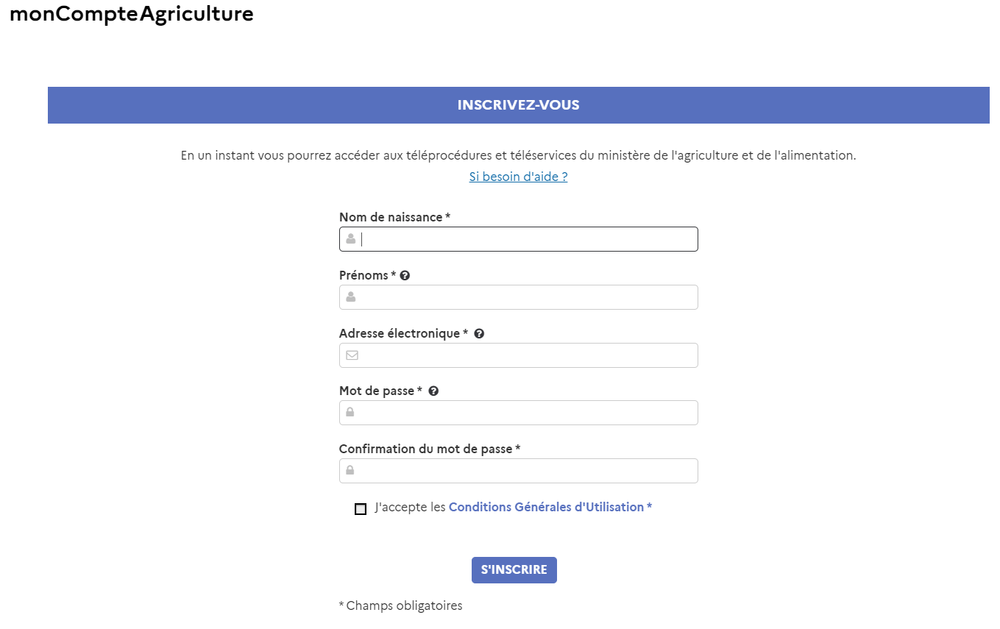 monCompteAgriculture
INSCRIVEZ-VOUS
En un instant vous pourrez accéder aux téléprocédures et téléservices du ministère de l'agriculture et de l'alimentation.
Si besoin d'aide ?
Nom de naissance *
Prénoms * ?
Adresse électronique * ?
Mot de passe * ?
Confirmation du mot de passe *
J'accepte les Conditions Générales d'Utilisation *
S'INSCRIRE
* Champs obligatoires